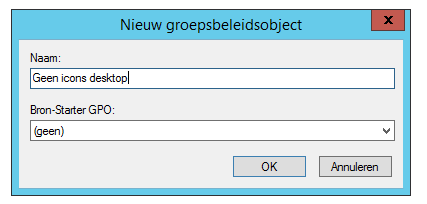 Nieuw groepsbeleidsobject
x
Naam:
Geen icons desktop
Bron-Starter GPO:
(geen)
OK
Annuleren